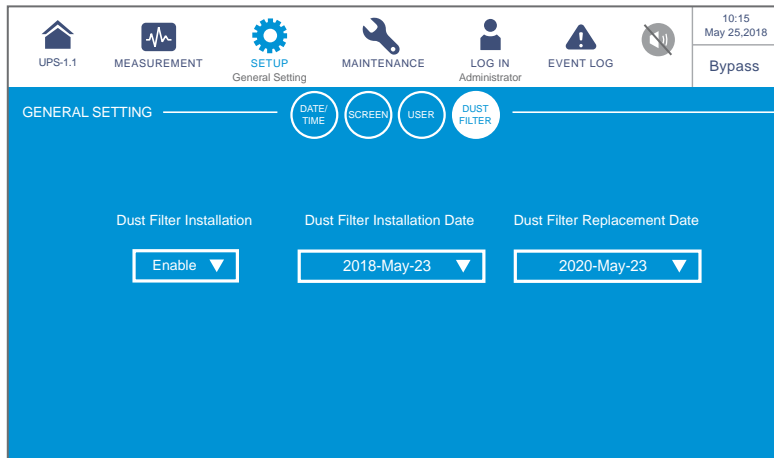 10:15
May 25,2018
UPS-1.1
MEASUREMENT
SETUP
General Setting
MAINTENANCE
LOG IN
Administrator
EVENT LOG
Bypass
GENERAL SETTING
DATE/
TIME
SCREEN
USER
DUST
FILTER
Dust Filter Installation
Dust Filter Installation Date
Dust Filter Replacement Date
Enable
2018-May-23
2020-May-23